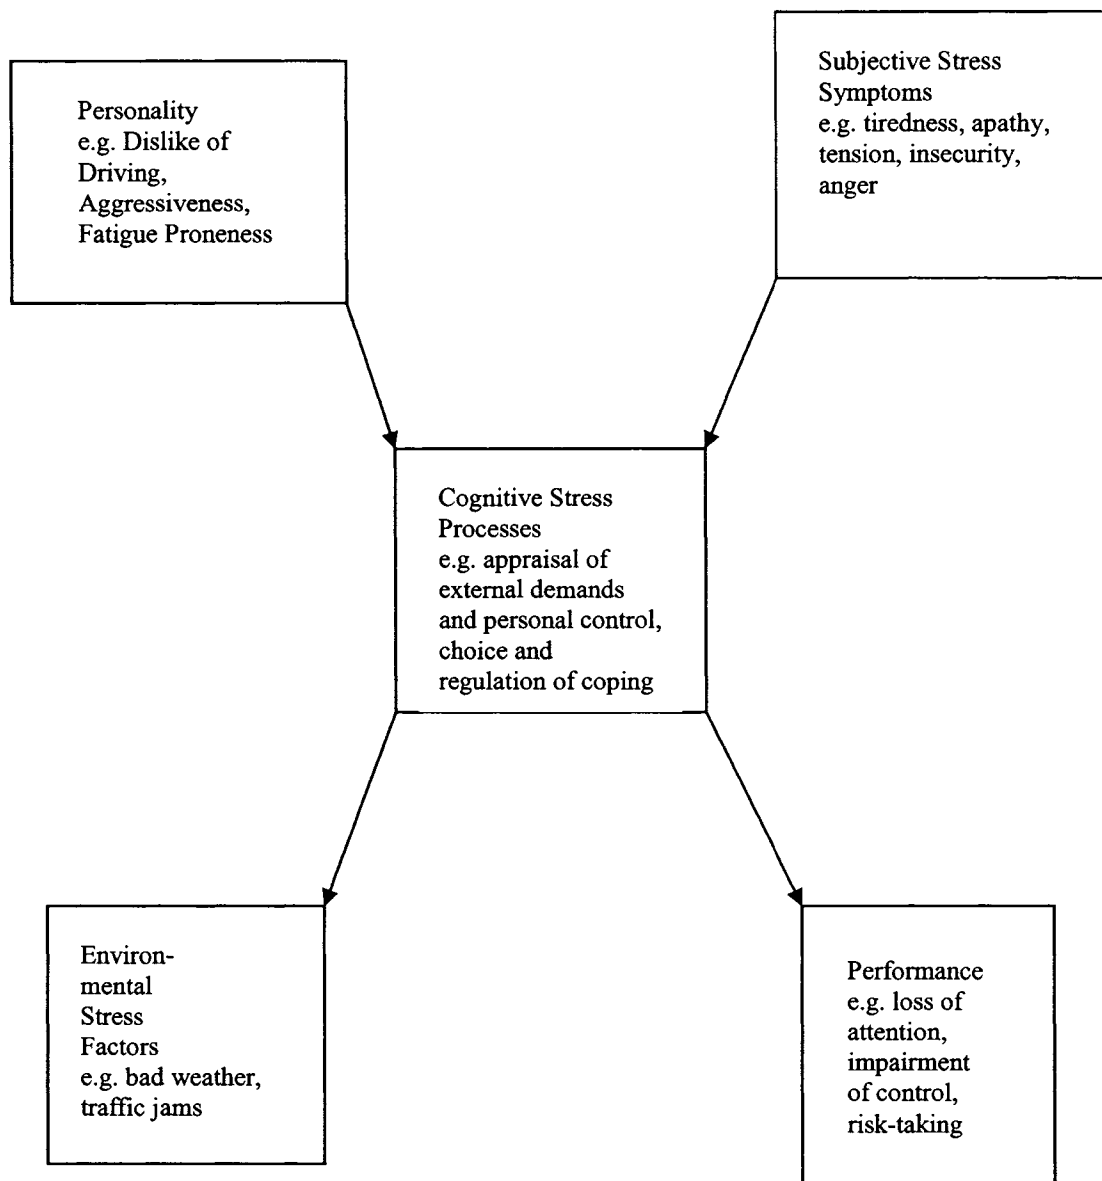 Personality
e.g. Dislike of
Driving,
Aggressiveness,
Fatigue Proneness
Subjective Stress
Symptoms
e.g. tiredness, apathy,
tension, insecurity,
anger
Cognitive Stress
Processes
e.g. appraisal of
external demands
and personal control,
choice and
regulation of coping
Environ-
mental
Stress
Factors
e.g. bad weather,
traffic jams
Performance
e.g. loss of
attention,
impairment
of control,
risk-taking